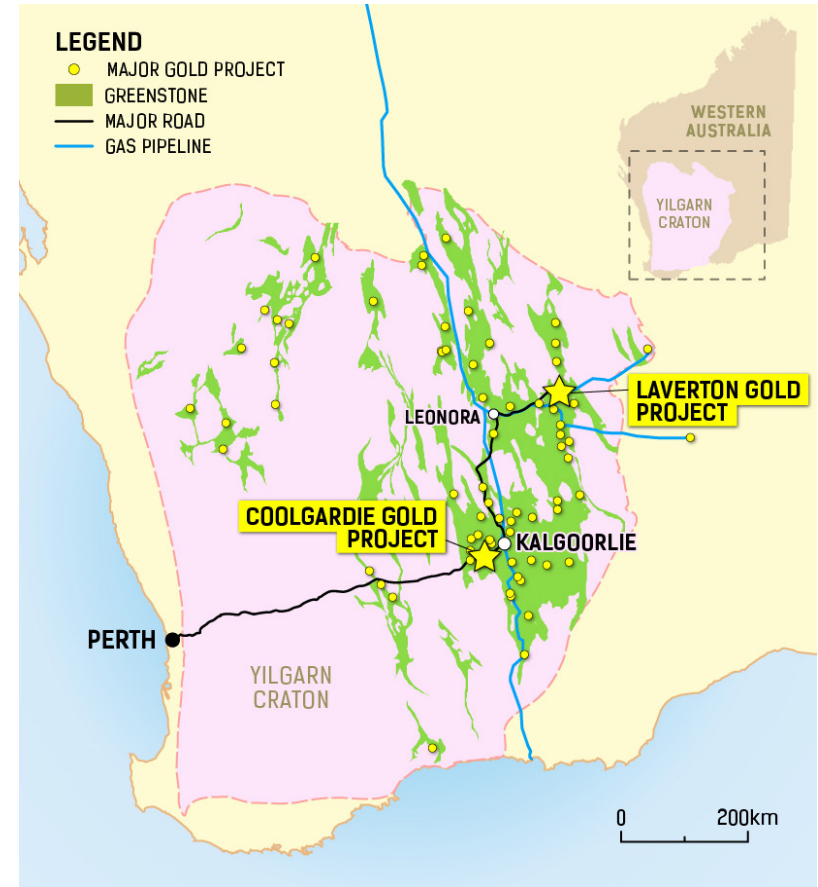 LEGEND
MAJOR GOLD PROJECT
GREENSTONE
MAJOR ROAD
GAS PIPELINE
WESTERN
AUSTRALIA
YILGARN
CRATON
LAVERTON GOLD
PROJECT
LEONORA
COOLGARDIE GOLD
PROJECT
KALGOORLIE
PERTH
YILGARN
CRATON
0 200km